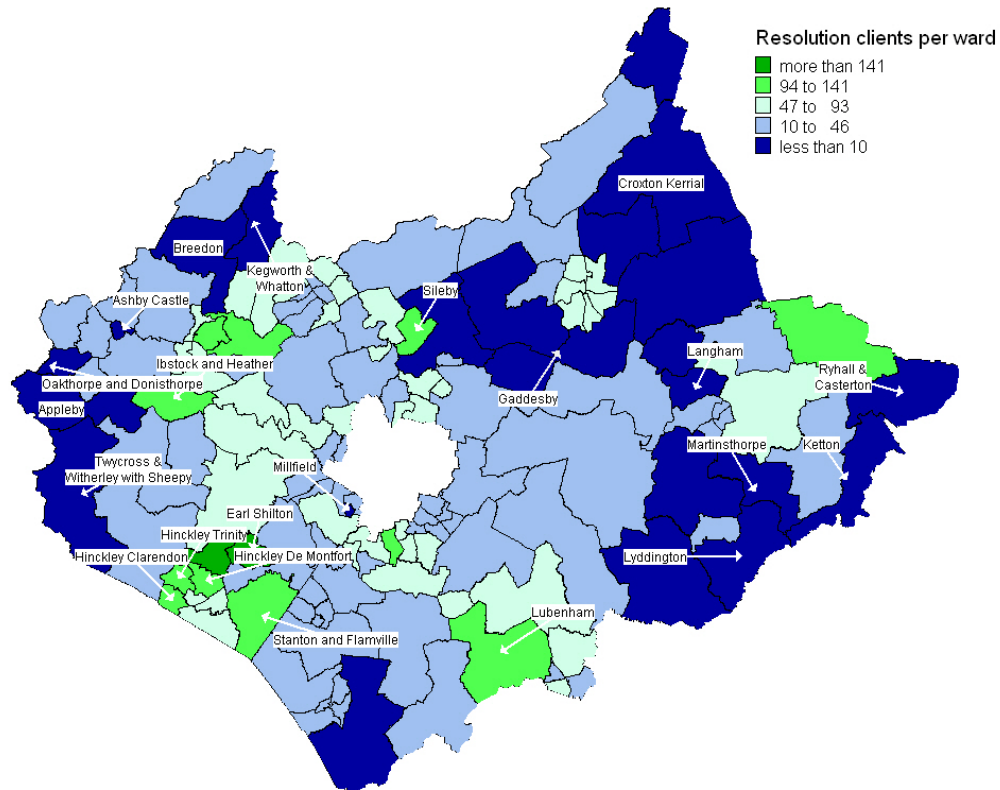 Resolution clients per ward
more than 141
94 to 141
47 to 93
10 to 46
less than 10
Croxton Kerrial
Breedon
Kegworth &
Whatton
Ashby Castle
Sileby
Ibstock and Heather
Langham
Oakthorpe and Donisthorpe
Ryhall &
Casterton
Appleby
Gaddesby
Martinsthorpe
Ketton
Twycross &
Witherley with Sheepy
Millfield
Earl Shilton
Hinckley Trinity
Hinckley Clarendon
Hinckley De Montfort
Lyddington
Lubenham
Stanton and Flamville